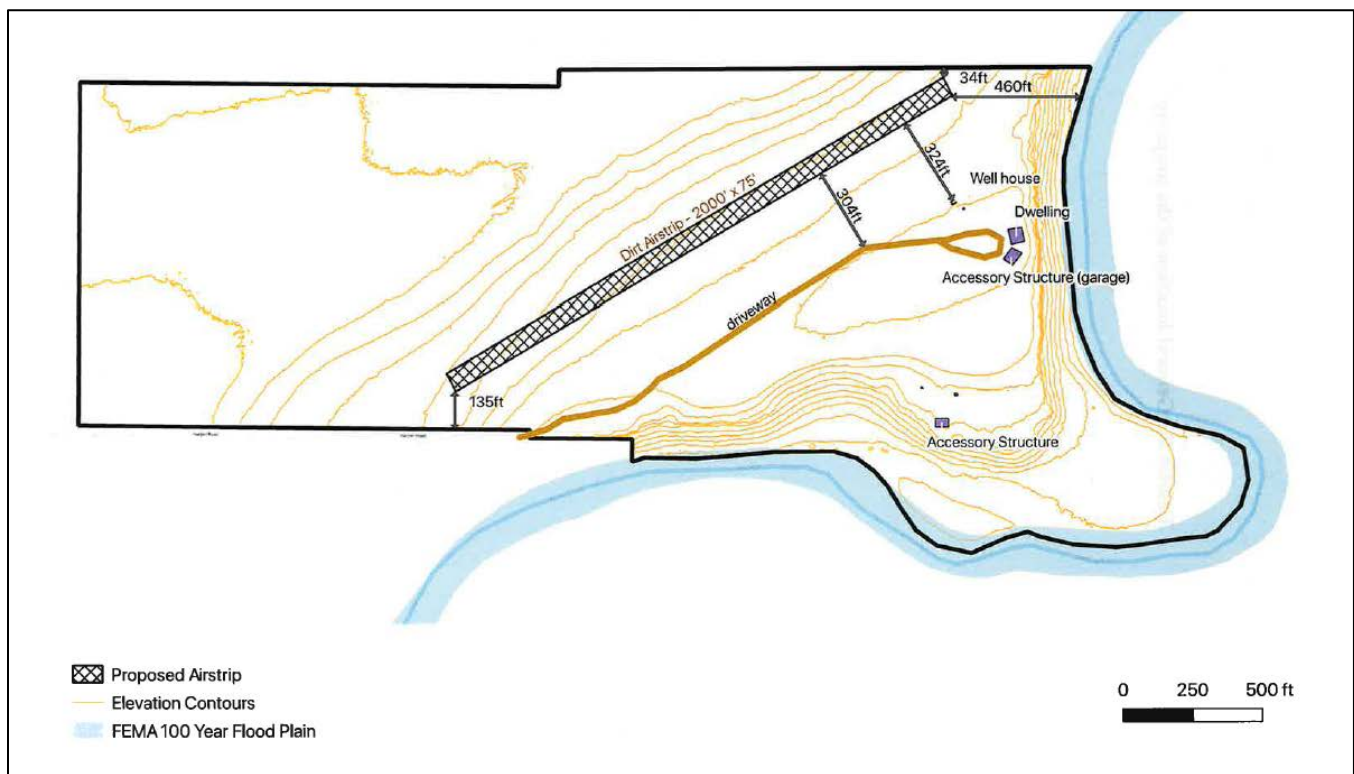 34ft
460ft
324ft
304ft
Well house
Dwelling
Dirt Airstrip - 2000' x 75'
Accessory Structure (garage)
driveway
135ft
Accessory Structure
Proposed Airstrip
Elevation Contours
FEMA 100 Year Flood Plain
0 250 500 ft